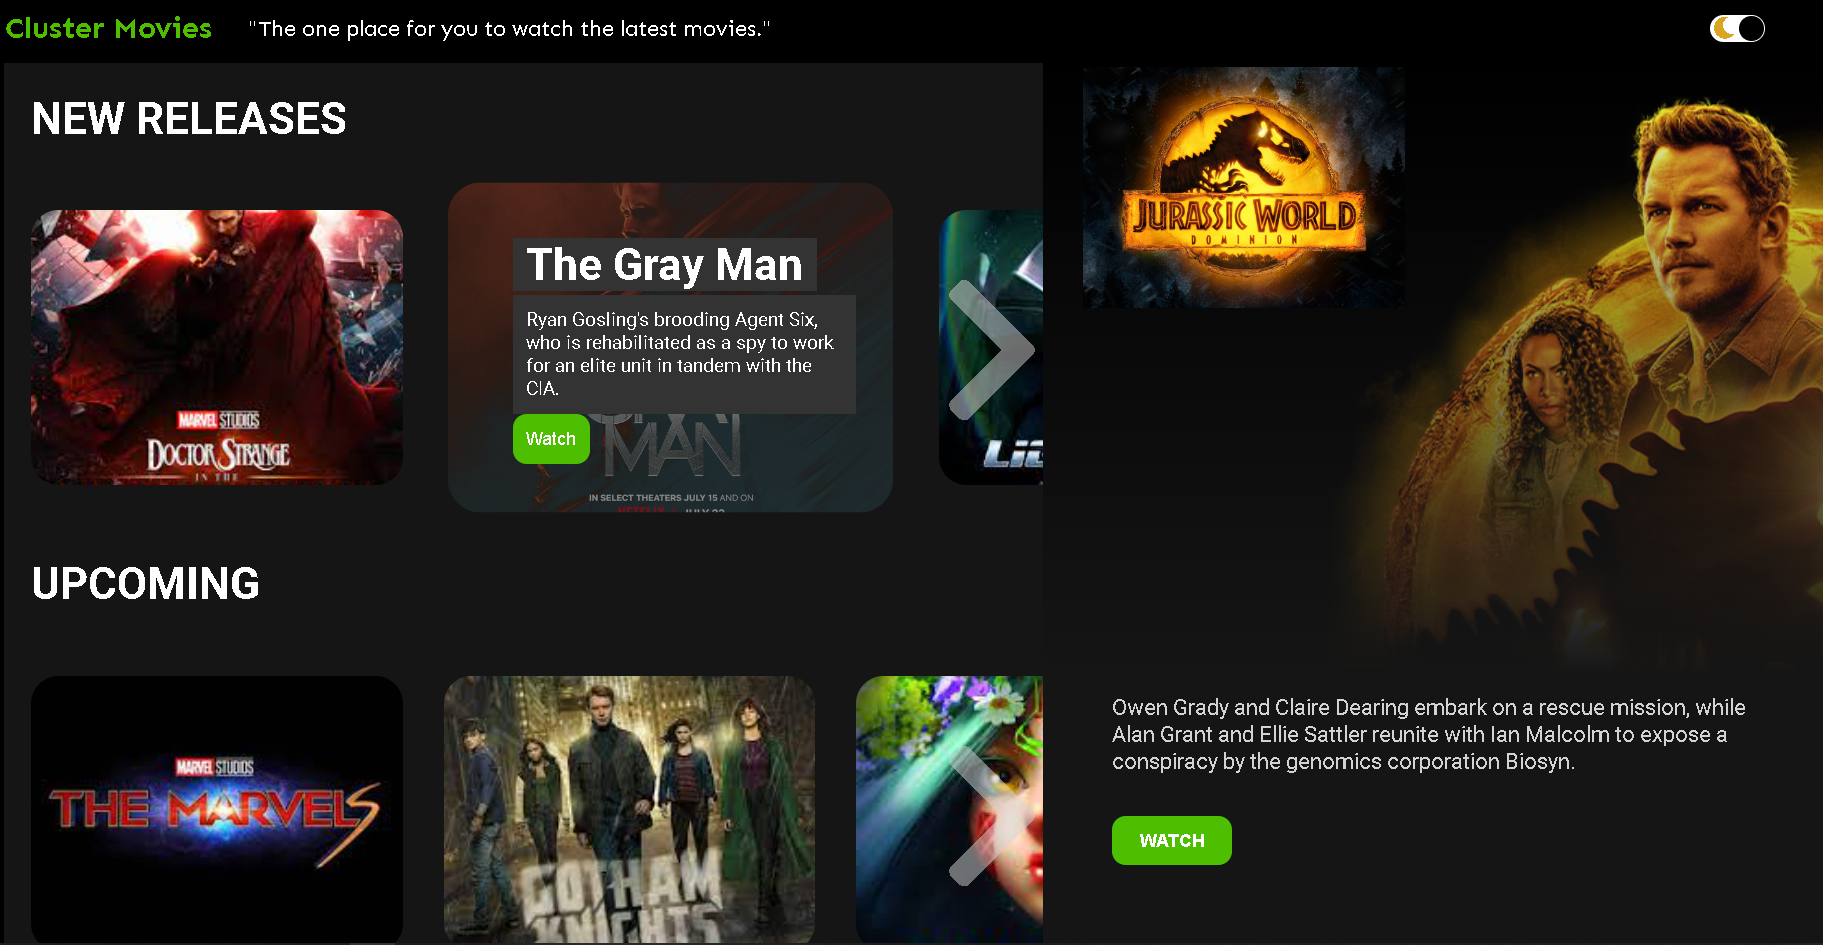 Cluster Movies
"The one place for you to watch the latest movies."
NEW RELEASES
MARVEL STUDIOS
DOCTOR STRANGE
IN THE
The Gray Man
Ryan Gosling's brooding Agent Six,
who is rehabilitated as a spy to work
for an elite unit in tandem with the
CIA.
Watch
MAN
IN SELECT THEATERS JULY 15 AND ON
NETFLIX JULY 22
JURASSIC WORLD
DOMINION
UPCOMING
MARVEL STUDIOS
THE MARVELS
GOTHAM
KNIGHTS
Owen Grady and Claire Dearing embark on a rescue mission, while
Alan Grant and Ellie Sattler reunite with Ian Malcolm to expose a
conspiracy by the genomics corporation Biosyn.
WATCH